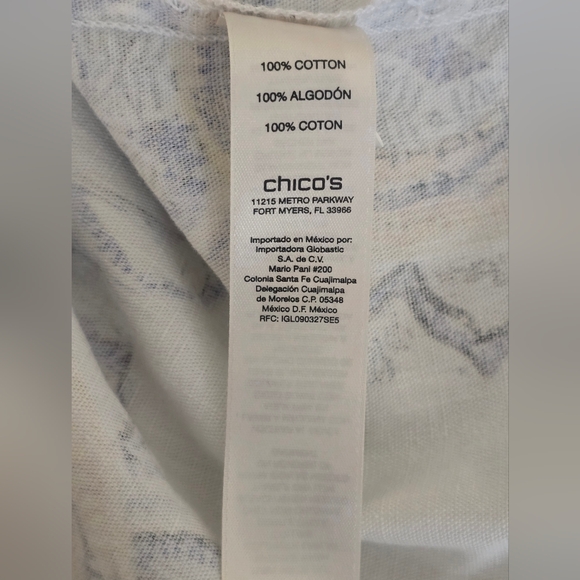 100% COTTON
100% ALGODÓN
100% COTON
chico's
11215 METRO PARKWAY
FORT MYERS, FL 33966
Importado en México por:
Importadora Globastic
S.A. de C.V.
Mario Pani #200
Colonia Santa Fe Cuajimalpa
Delegación Cuajimalpa
de Morelos C.P. 05348
México D.F. México
RFC: IGL090327SE5